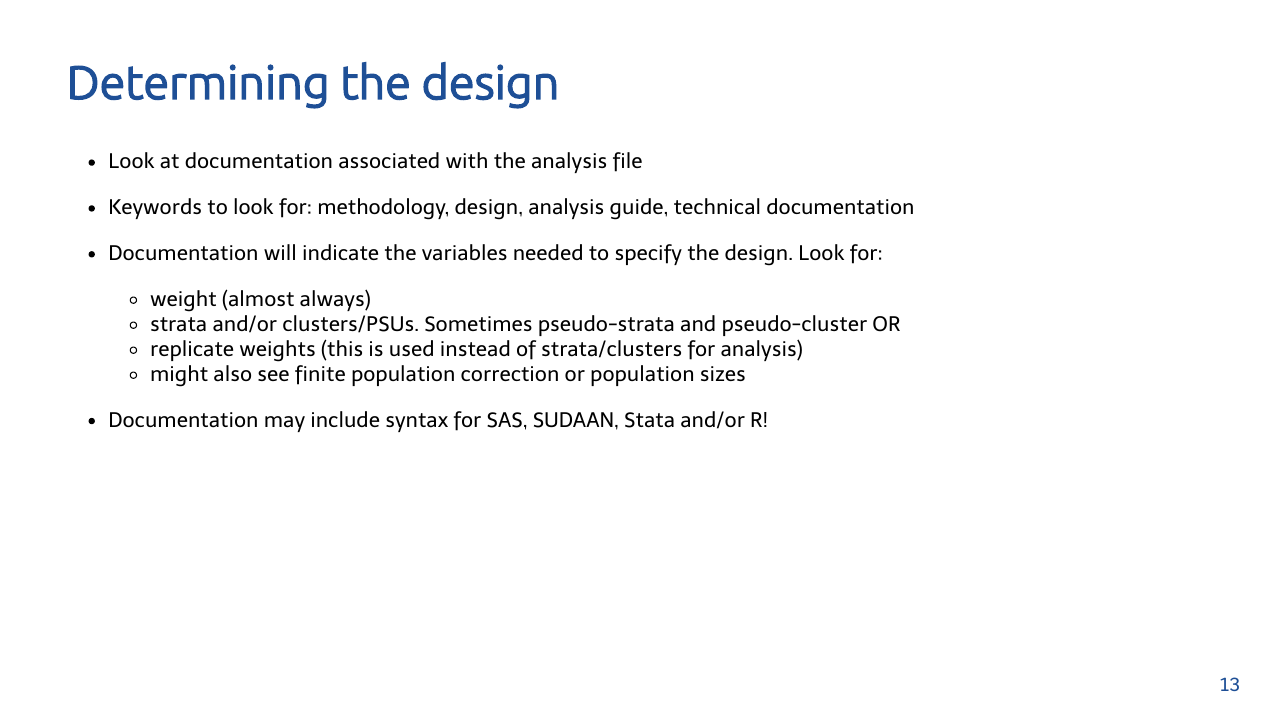 Determining the design
• Look at documentation associated with the analysis file
• Keywords to look for: methodology, design, analysis guide, technical documentation
• Documentation will indicate the variables needed to specify the design. Look for:
◦ weight (almost always)
◦ strata and/or clusters/PSUs. Sometimes pseudo-strata and pseudo-cluster OR
◦ replicate weights (this is used instead of strata/clusters for analysis)
◦ might also see finite population correction or population sizes
• Documentation may include syntax for SAS, SUDAAN, Stata and/or R!
13